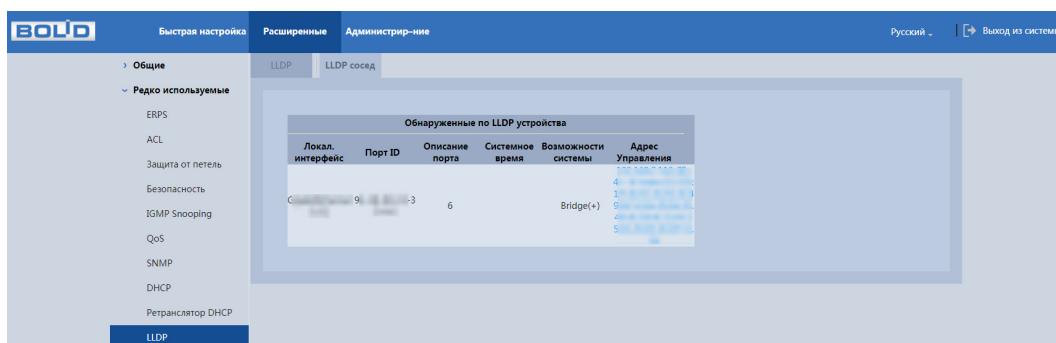 BOLID
Быстрая настройка
Расширенные
Администрир-ние
Русский
Выход из системы
Общие
Редко используемые
ERPS
ACL
Защита от петель
Безопасность
IGMP Snooping
QoS
SNMP
DHCP
Ретранслятор DHCP
LLDP
LLDP
LLDP сосед
Обнаруженные по LLDP устройства
Локал. интерфейс
Порт ID
Описание порта
Системное время
Возможности системы
Адрес Управления
6
Bridge(+)